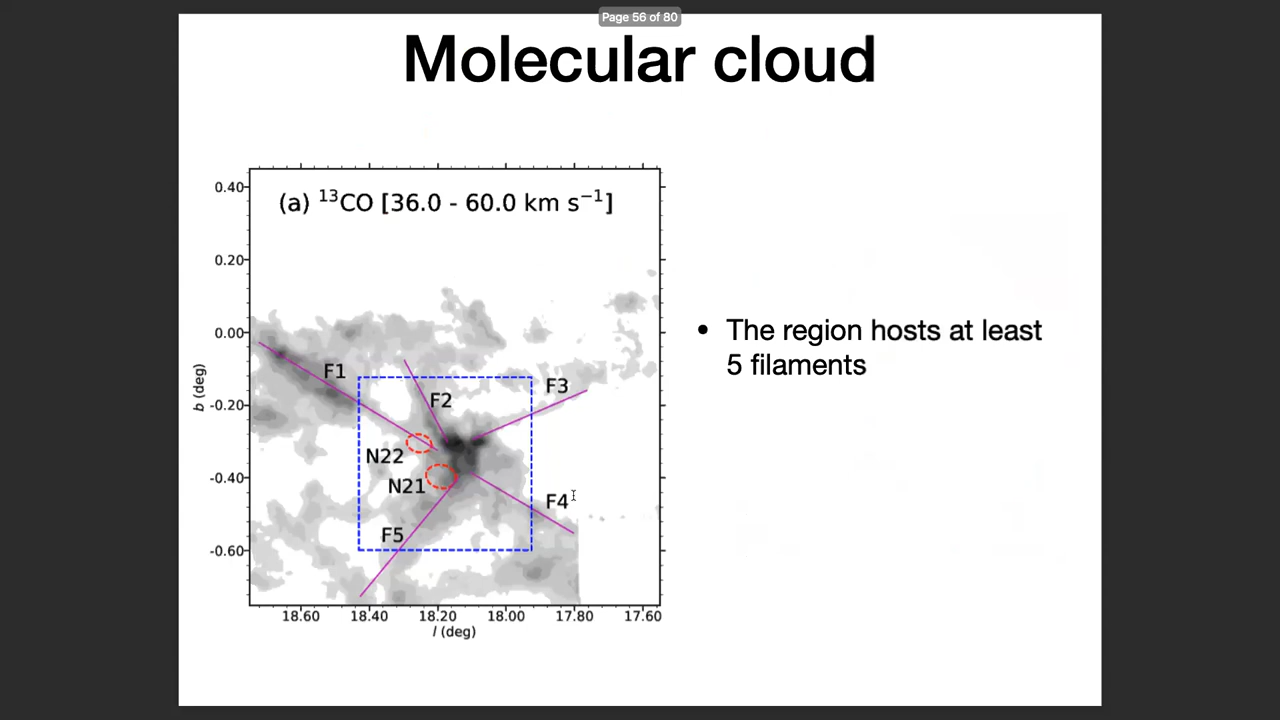 Page 56 of 80
Molecular cloud
(a) ¹³CO [36.0 - 60.0 km s⁻¹]
0.40
0.20
0.00
-0.20
-0.40
-0.60
b (deg)
F1
F2
F3
N22
N21
F4
F5
18.60 18.40 18.20 18.00 17.80 17.60
l (deg)
• The region hosts at least
5 filaments